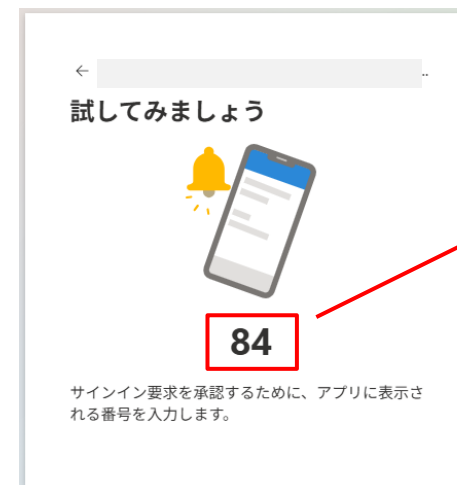 ←
..
試してみましょう
84
サインイン要求を承認するために、アプリに表示さ
れる番号を入力します。